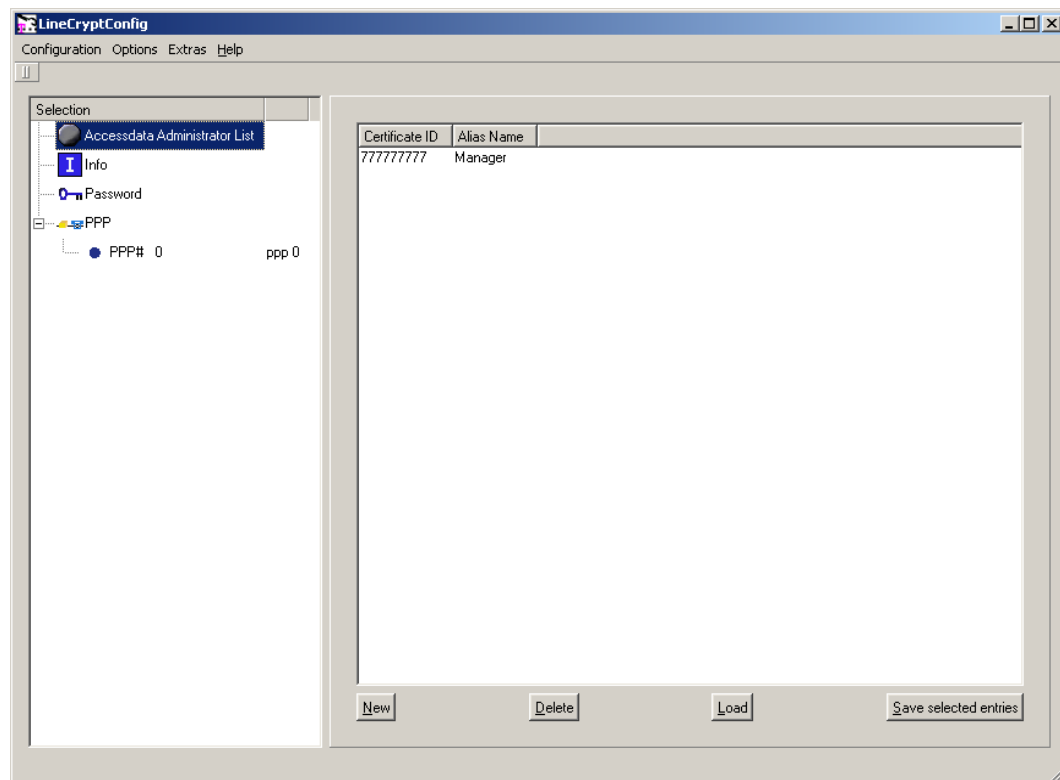 LineCryptConfig
Configuration Options Extras Help
Selection
Accessdata Administrator List
I Info
Password
PPP
PPP# 0 ppp 0
Certificate ID Alias Name
777777777 Manager
New Delete Load Save selected entries